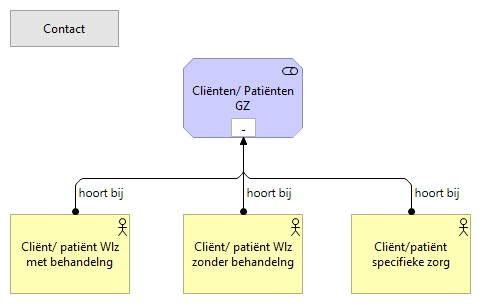 Contact
Cliënten/ Patiënten
GZ
-
hoort bij
hoort bij
hoort bij
Cliënt/ patiënt Wlz
met behandelng
Cliënt/ patiënt Wlz
zonder behandelng
Cliënt/patiënt
specifieke zorg